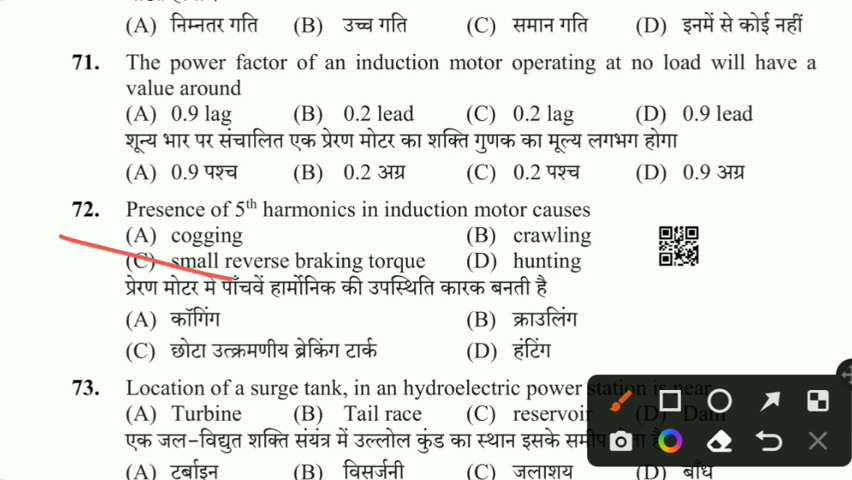 (A) निम्नतर गति (B) उच्च गति (C) समान गति (D) इनमें से कोई नहीं
71. The power factor of an induction motor operating at no load will have a
value around
(A) 0.9 lag (B) 0.2 lead (C) 0.2 lag (D) 0.9 lead
शून्य भार पर संचालित एक प्रेरण मोटर का शक्ति गुणक का मूल्य लगभग होगा
(A) 0.9 पश्च (B) 0.2 अग्र (C) 0.2 पश्च (D) 0.9 अग्र
72. Presence of 5th harmonics in induction motor causes
(A) cogging (B) crawling
(C) small reverse braking torque (D) hunting
प्रेरण मोटर में पाँचवें हार्मोनिक की उपस्थिति कारक बनती है
(A) कॉगिंग (B) क्राउलिंग
(C) छोटा उत्क्रमणीय ब्रेकिंग टार्क (D) हंटिंग
73. Location of a surge tank, in an hydroelectric power station is near
(A) Turbine (B) Tail race (C) reservoir (D) Dam
एक जल-विद्युत शक्ति संयंत्र में उल्लोल कुंड का स्थान इसके समीप
(A) टर्बाइन (B) विसर्जनी (C) जलाशय (D) बाँध